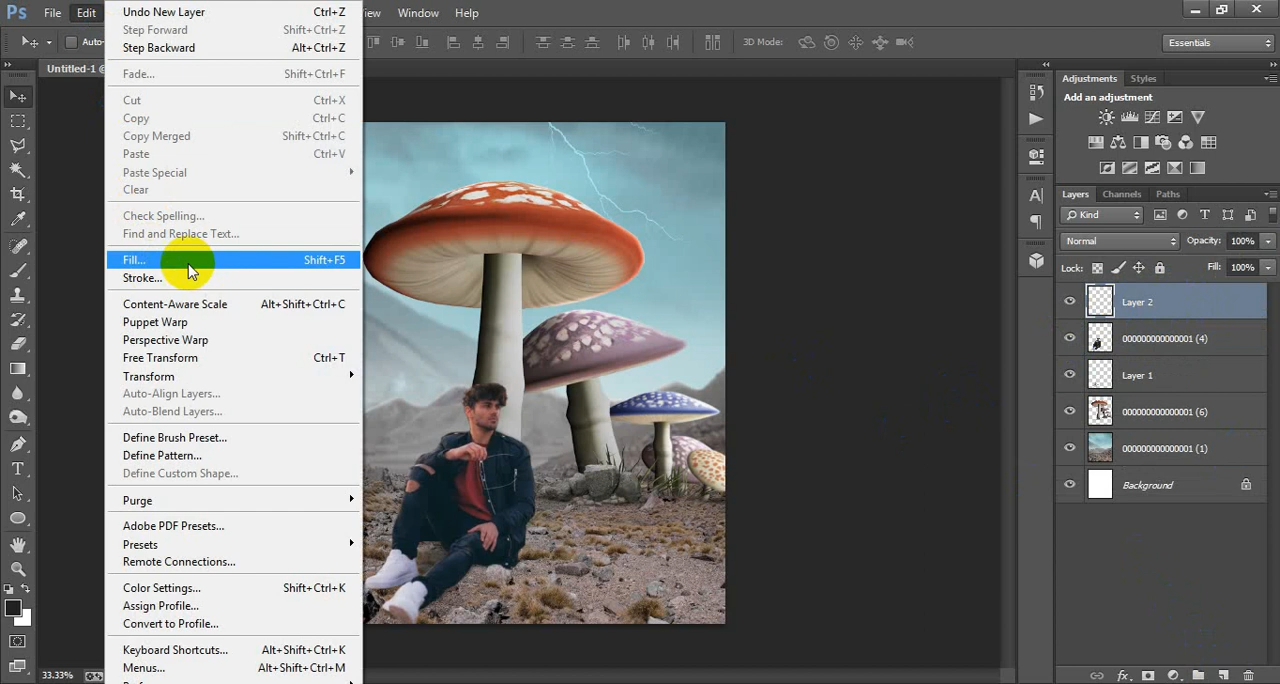 Ps File Edit iew Window Help
Undo New Layer Ctrl+Z
Step Forward Shift+Ctrl+Z
Step Backward Alt+Ctrl+Z
Fade... Shift+Ctrl+F
Cut Ctrl+X
Copy Ctrl+C
Copy Merged Shift+Ctrl+C
Paste Ctrl+V
Paste Special
Clear
Check Spelling...
Find and Replace Text...
Fill... Shift+F5
Stroke...
Content-Aware Scale Alt+Shift+Ctrl+C
Puppet Warp
Perspective Warp
Free Transform Ctrl+T
Transform
Auto-Align Layers...
Auto-Blend Layers...
Define Brush Preset...
Define Pattern...
Define Custom Shape...
Purge
Adobe PDF Presets...
Presets
Remote Connections...
Color Settings... Shift+Ctrl+K
Assign Profile...
Convert to Profile...
Keyboard Shortcuts... Alt+Shift+Ctrl+K
Menus... Alt+Shift+Ctrl+M
Auto-
3D Mode:
Essentials
Untitled-1 @
33.33%
Adjustments Styles
Add an adjustment
Layers Channels Paths
Kind
Normal Opacity: 100%
Lock: Fill: 100%
Layer 2
000000000000001 (4)
Layer 1
000000000000001 (6)
000000000000001 (1)
Background